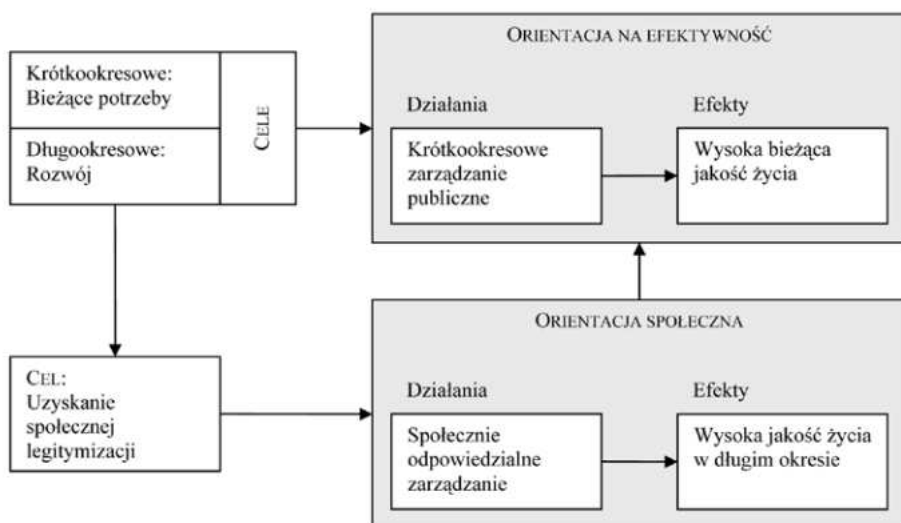 ORIENTACJA NA EFEKTYWNOŚĆ
Krótkookresowe:
Bieżące potrzeby
Długookresowe:
Rozwój
CELE
Działania
Krótkookresowe
zarządzanie
publiczne
Efekty
Wysoka bieżąca
jakość życia
CEL:
Uzyskanie
społecznej
legitymizacji
ORIENTACJA SPOŁECZNA
Działania
Społecznie
odpowiedzialne
zarządzanie
Efekty
Wysoka jakość życia
w długim okresie